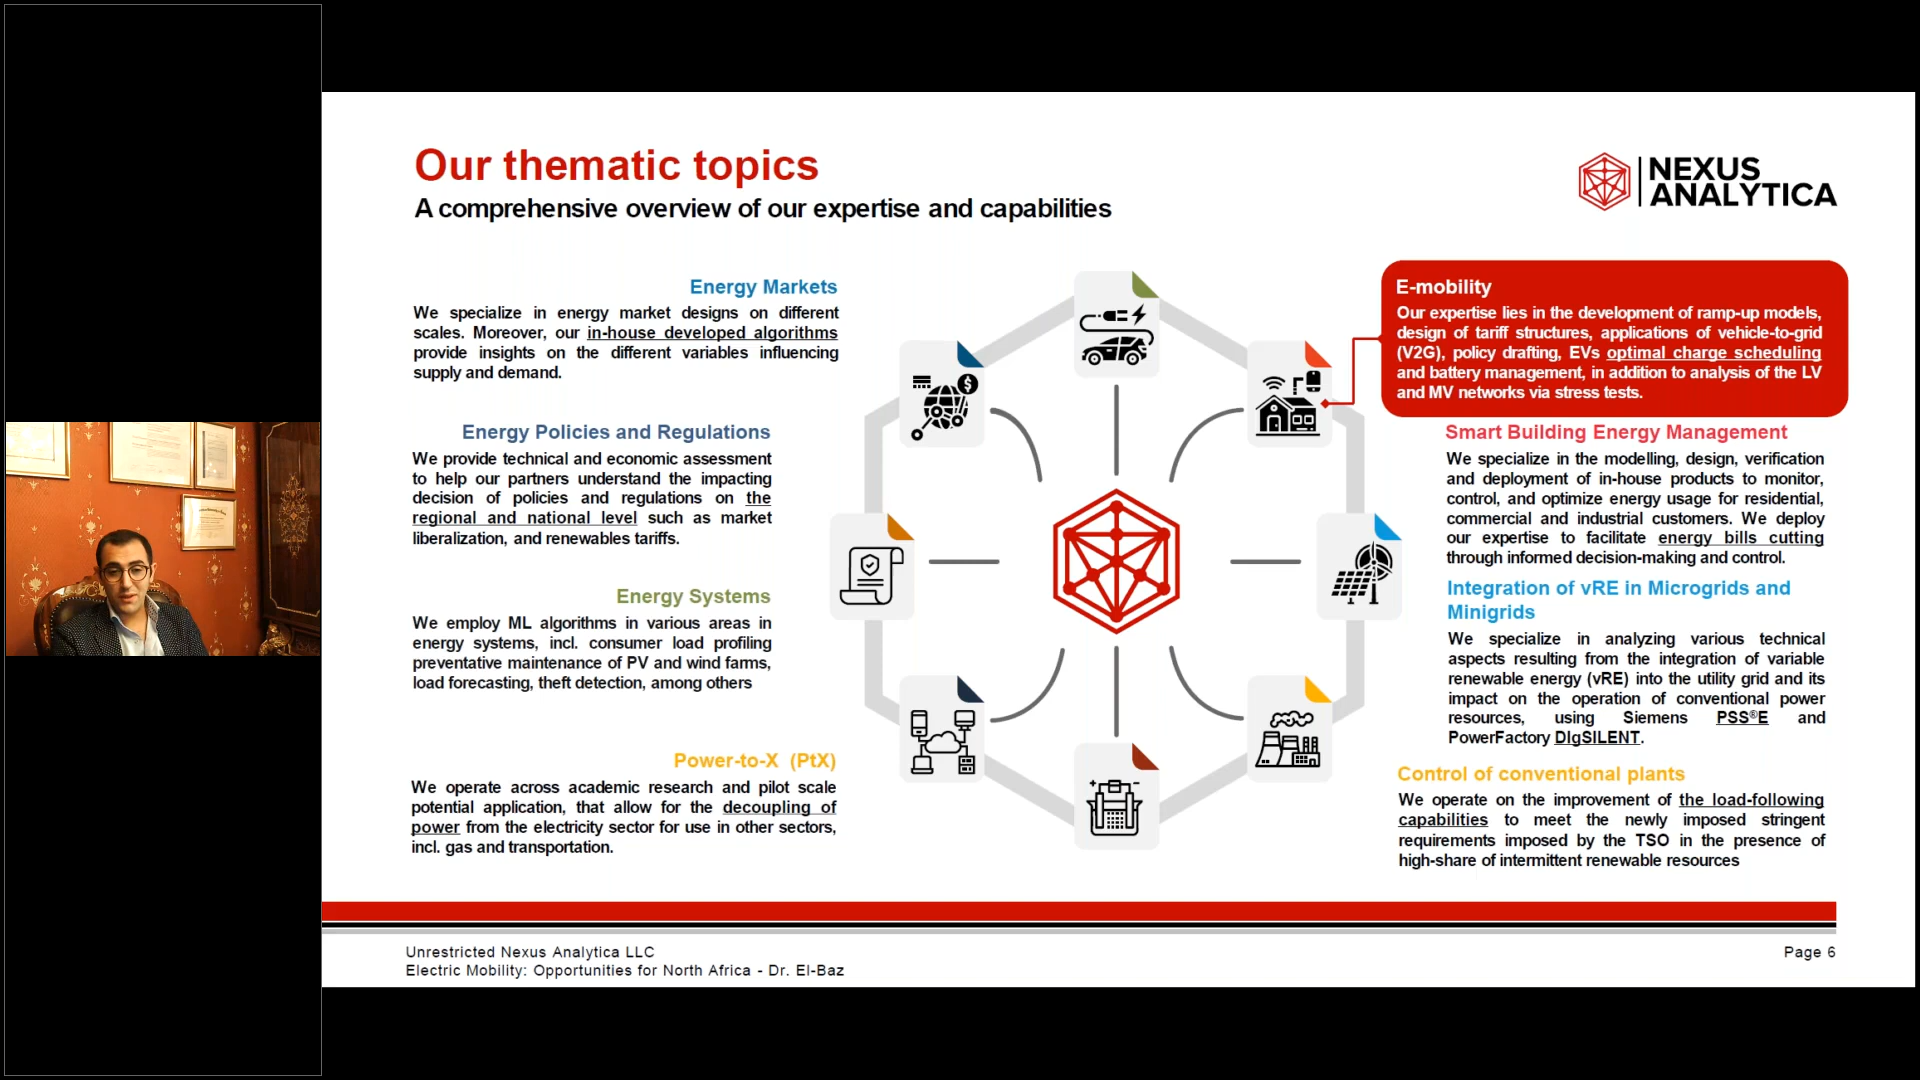 Our thematic topics
A comprehensive overview of our expertise and capabilities
NEXUS
ANALYTICA
Energy Markets
We specialize in energy market designs on different
scales. Moreover, our in-house developed algorithms
provide insights on the different variables influencing
supply and demand.
Energy Policies and Regulations
We provide technical and economic assessment
to help our partners understand the impacting
decision of policies and regulations on the
regional and national level such as market
liberalization, and renewables tariffs.
Energy Systems
We employ ML algorithms in various areas in
energy systems, incl. consumer load profiling
preventative maintenance of PV and wind farms,
load forecasting, theft detection, among others
Power-to-X (PtX)
We operate across academic research and pilot scale
potential application, that allow for the decoupling of
power from the electricity sector for use in other sectors,
incl. gas and transportation.
E-mobility
Our expertise lies in the development of ramp-up models,
design of tariff structures, applications of vehicle-to-grid
(V2G), policy drafting, EVs optimal charge scheduling
and battery management, in addition to analysis of the LV
and MV networks via stress tests.
Smart Building Energy Management
We specialize in the modelling, design, verification
and deployment of in-house products to monitor,
control, and optimize energy usage for residential,
commercial and industrial customers. We deploy
our expertise to facilitate energy bills cutting
through informed decision-making and control.
Integration of vRE in Microgrids and
Minigrids
We specialize in analyzing various technical
aspects resulting from the integration of variable
renewable energy (vRE) into the utility grid and its
impact on the operation of conventional power
resources, using Siemens PSS®E and
PowerFactory DIgSILENT.
Control of conventional plants
We operate on the improvement of the load-following
capabilities to meet the newly imposed stringent
requirements imposed by the TSO in the presence of
high-share of intermittent renewable resources
Unrestricted Nexus Analytica LLC
Electric Mobility: Opportunities for North Africa - Dr. El-Baz
Page 6